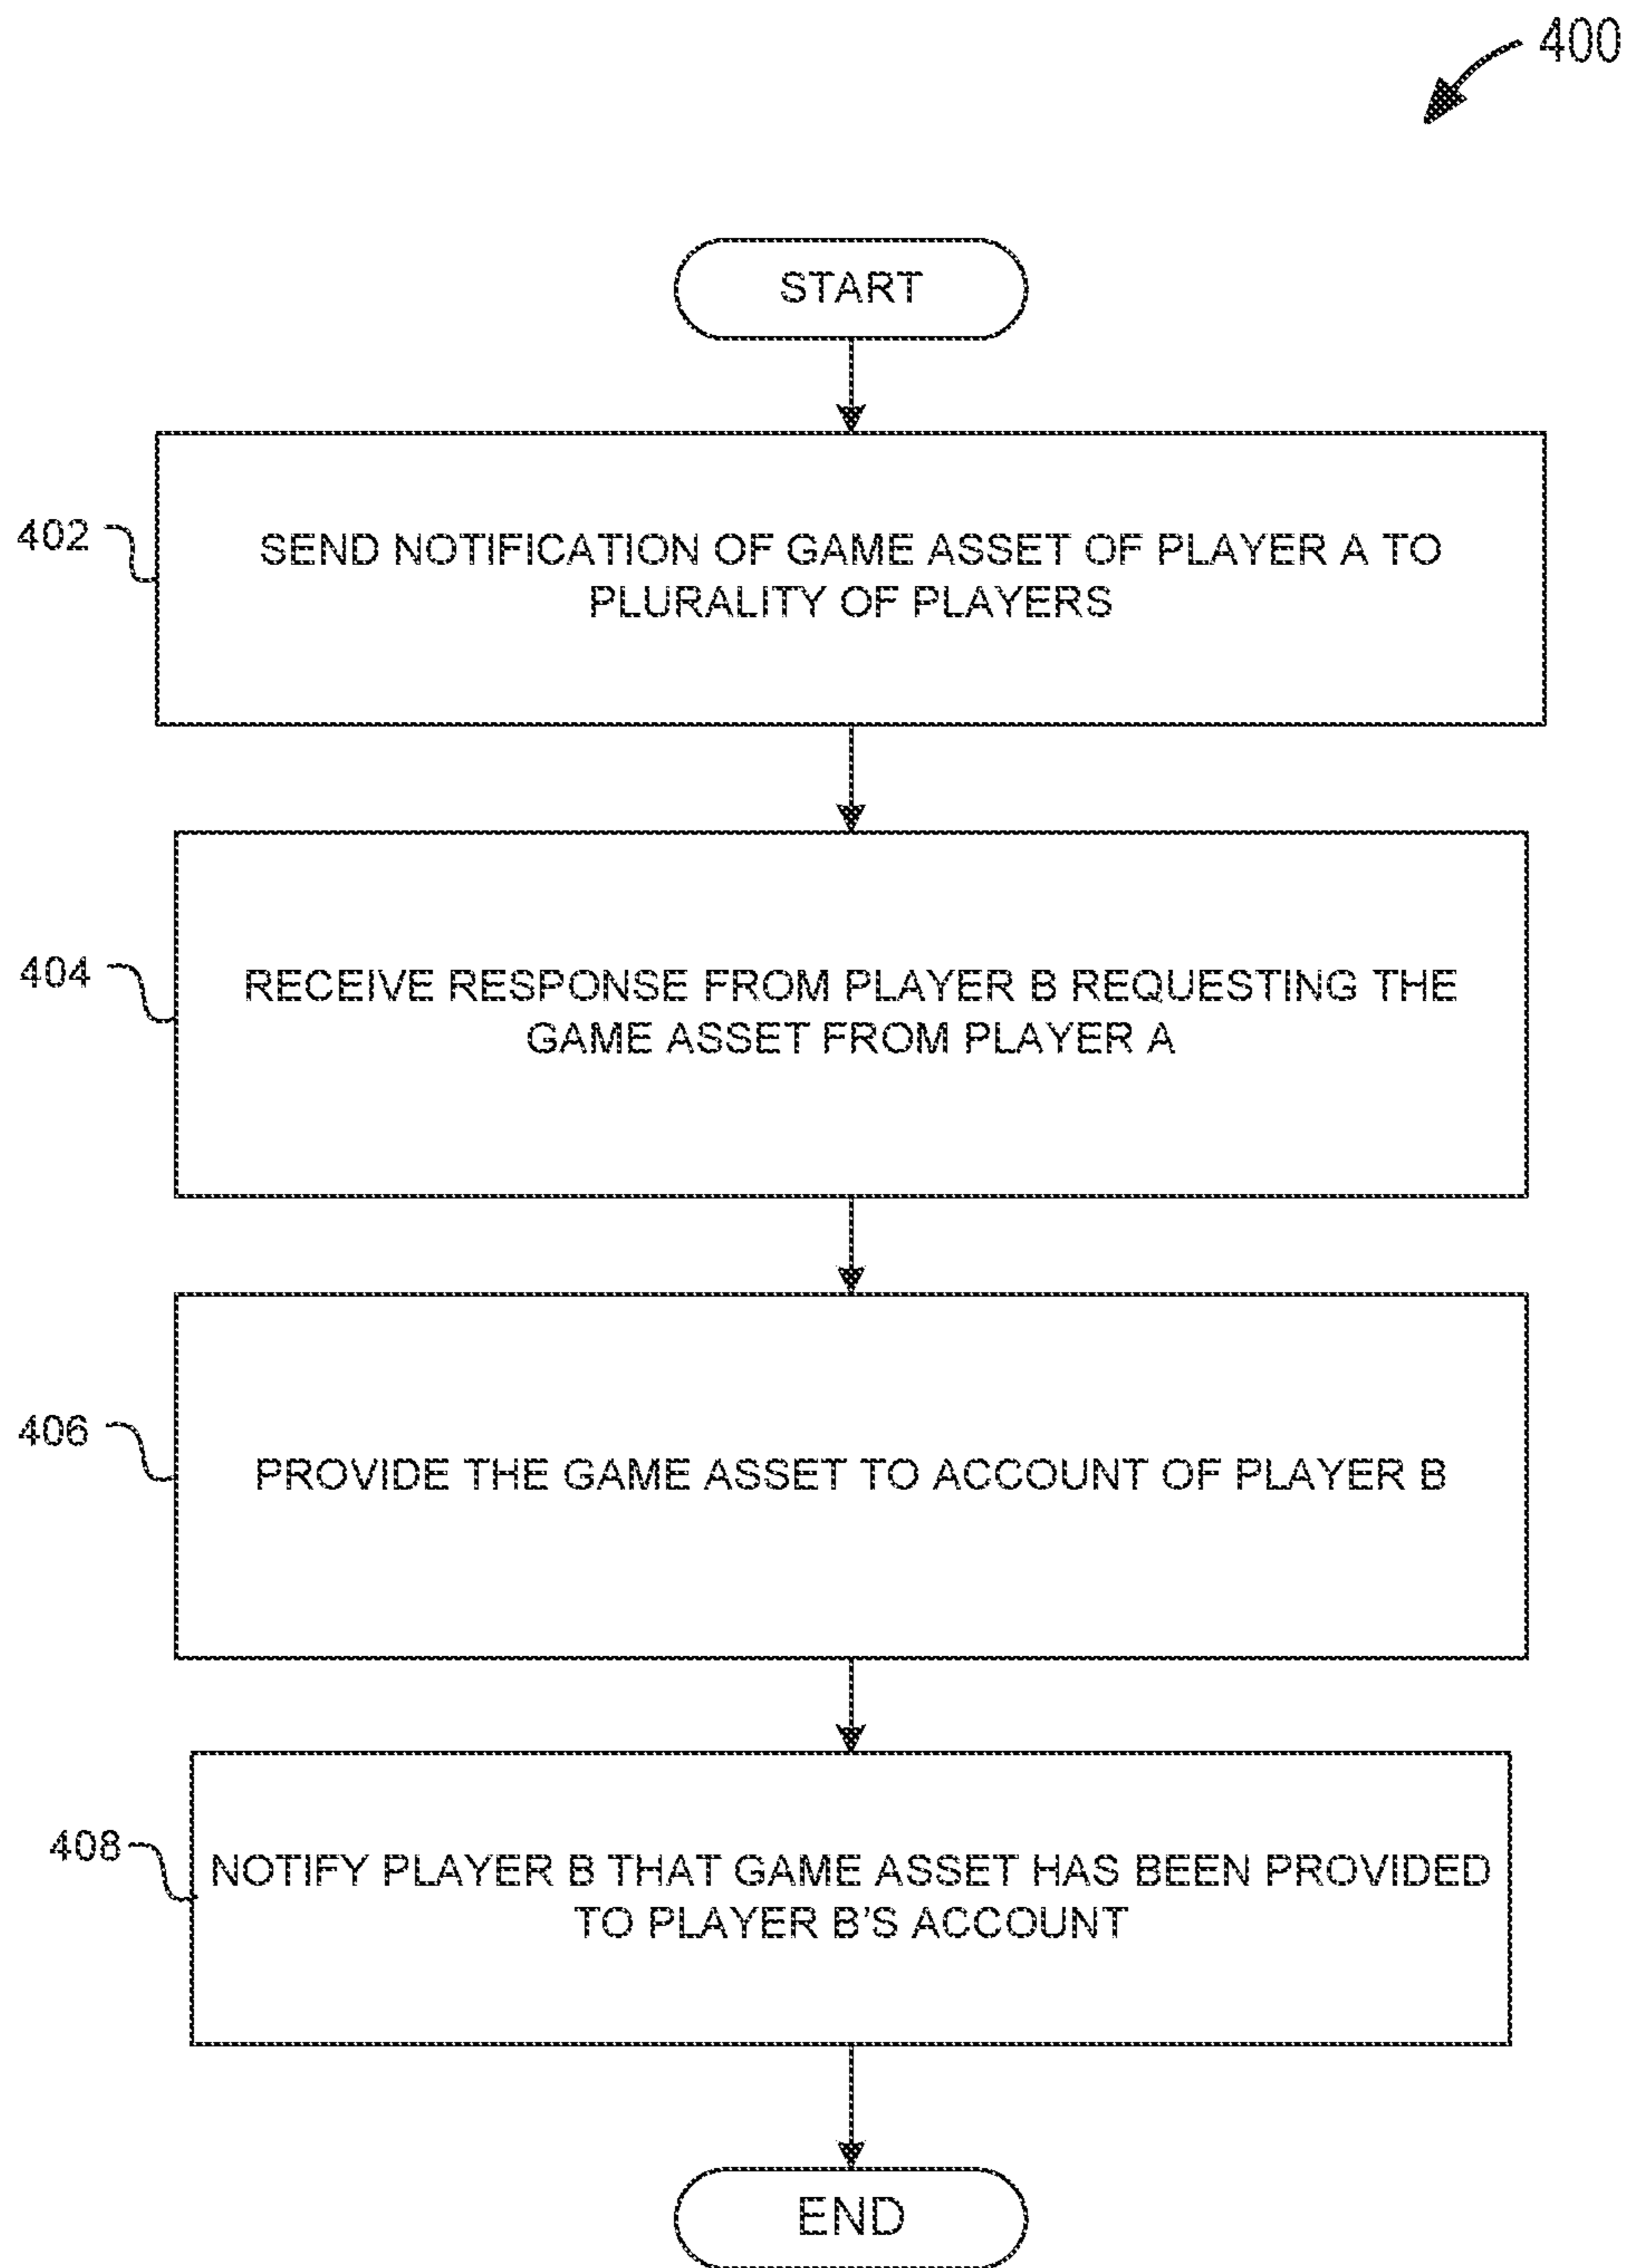 400
START
402
SEND NOTIFICATION OF GAME ASSET OF PLAYER A TO
PLURALITY OF PLAYERS
404
RECEIVE RESPONSE FROM PLAYER B REQUESTING THE
GAME ASSET FROM PLAYER A
406
PROVIDE THE GAME ASSET TO ACCOUNT OF PLAYER B
408
NOTIFY PLAYER B THAT GAME ASSET HAS BEEN PROVIDED
TO PLAYER B'S ACCOUNT
END